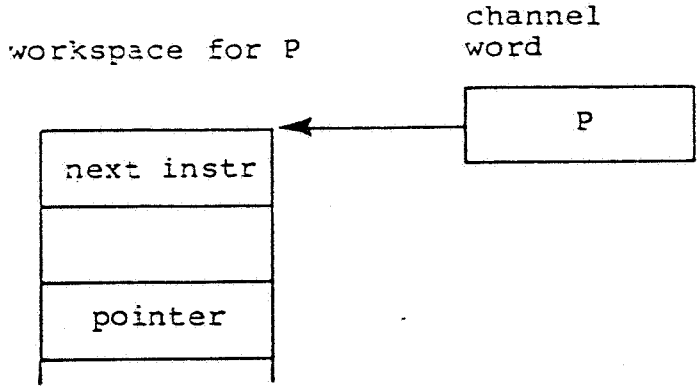 channel
word
workspace for P
P
next instr
pointer